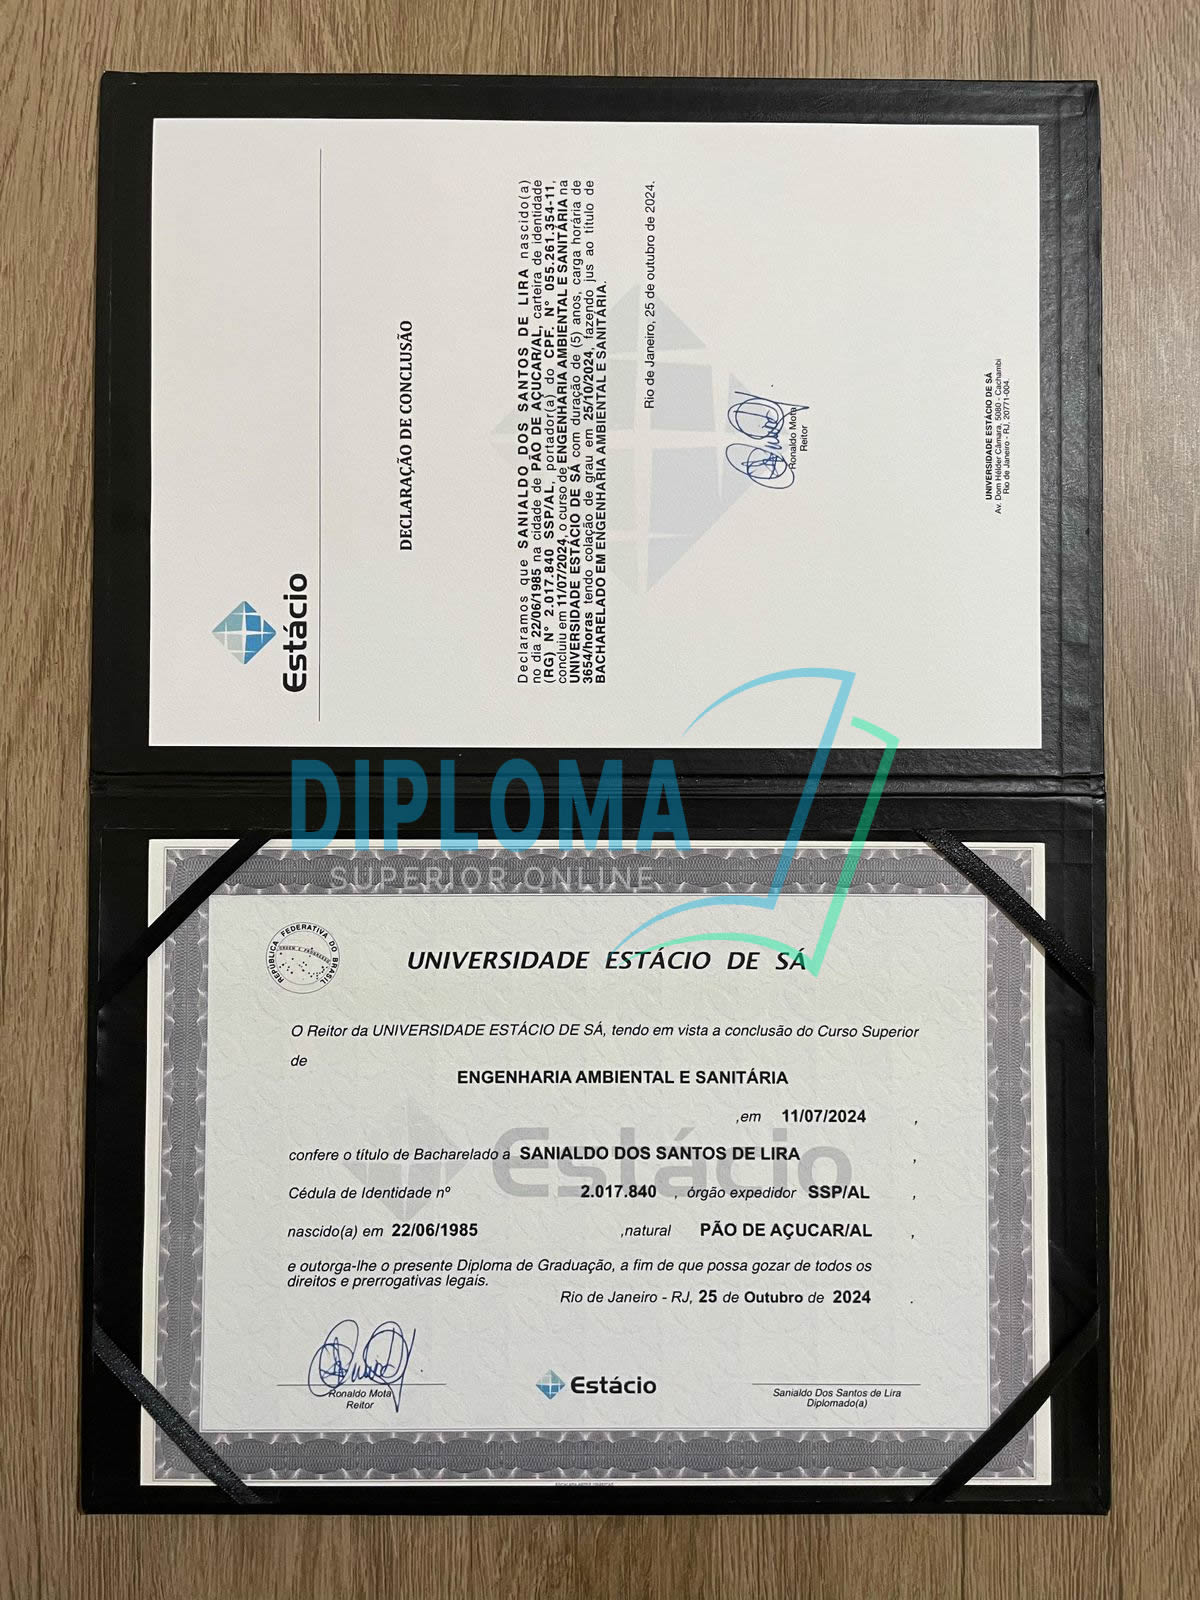 Estácio
DECLARAÇÃO DE CONCLUSÃO
Declaramos que SANIALDO DOS SANTOS DE LIRA nascido(a)
no dia 22/06/1985 na cidade de PÃO DE AÇUCAR/AL, carteira de identidade
(RG) N° 2.017.840 SSP/AL, portador(a) do CPF. N° 055.261.354-11,
concluiu em 11/07/2024, o curso de ENGENHARIA AMBIENTAL E SANITÁRIA na
UNIVERSIDADE ESTÁCIO DE SÁ com duração de (5) anos, carga horária de
3654/horas tendo colação de grau em 25/10/2024, fazendo jus ao título de
BACHARELADO EM ENGENHARIA AMBIENTAL E SANITÁRIA.
Rio de Janeiro, 25 de outubro de 2024.
Ronaldo Mota
Reitor
UNIVERSIDADE ESTÁCIO DE SÁ
Av. Dom Hélder Câmara, 5080 - Cachambi
Rio de Janeiro - RJ, 20771-004.
DIPLOMA
SUPERIOR ONLINE
REPÚBLICA FEDERATIVA DO BRASIL
UNIVERSIDADE ESTÁCIO DE SÁ
O Reitor da UNIVERSIDADE ESTÁCIO DE SÁ, tendo em vista a conclusão do Curso Superior
de
ENGENHARIA AMBIENTAL E SANITÁRIA
,em 11/07/2024 ,
confere o título de Bacharelado a SANIALDO DOS SANTOS DE LIRA ,
Estácio
Cédula de Identidade nº 2.017.840 , órgão expedidor SSP/AL ,
nascido(a) em 22/06/1985 ,natural PÃO DE AÇUCAR/AL ,
e outorga-lhe o presente Diploma de Graduação, a fim de que possa gozar de todos os
direitos e prerrogativas legais.
Rio de Janeiro - RJ, 25 de Outubro de 2024 .
Ronaldo Mota
Reitor
Estácio
Sanialdo Dos Santos de Lira
Diplomado(a)